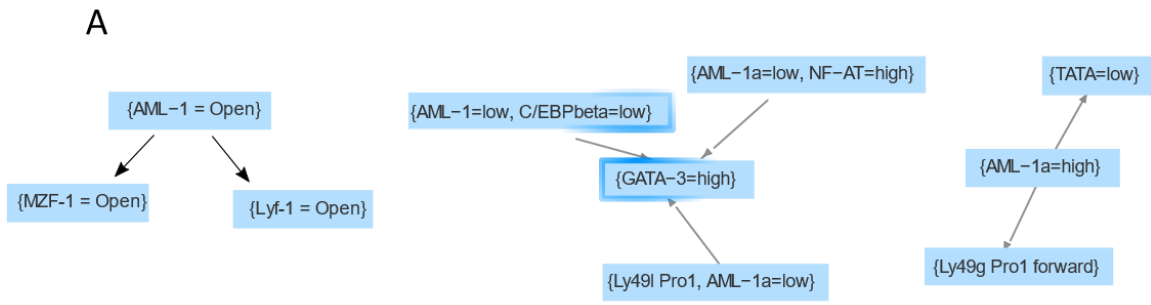 A
{AML−1 = Open}
{MZF-1 = Open}
{Lyf-1 = Open}
{AML−1=low, C/EBPbeta=low}
{AML−1a=low, NF−AT=high}
{GATA−3=high}
{Ly49l Pro1, AML−1a=low}
{TATA=low}
{AML−1a=high}
{Ly49g Pro1 forward}